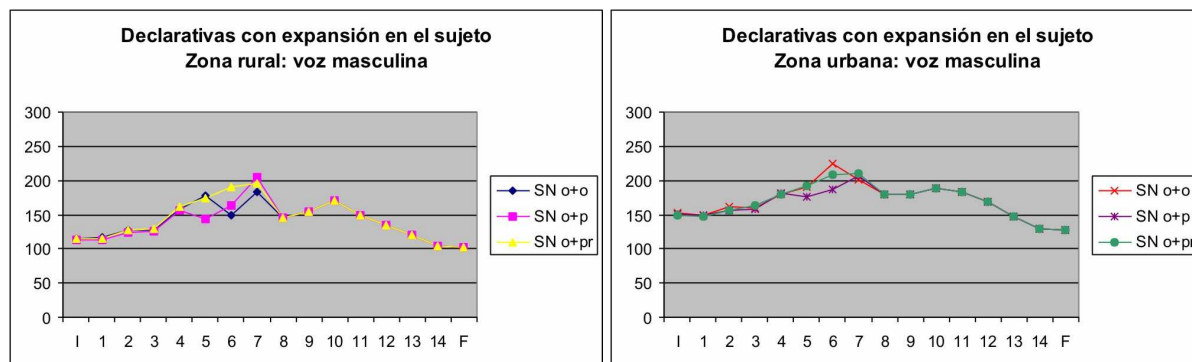 Declarativas con expansión en el sujeto
Zona rural: voz masculina
300
250
200
150
100
50
0
I 1 2 3 4 5 6 7 8 9 10 11 12 13 14 F
SN o+o
SN o+p
SN o+pr
Declarativas con expansión en el sujeto
Zona urbana: voz masculina
300
250
200
150
100
50
0
I 1 2 3 4 5 6 7 8 9 10 11 12 13 14 F
SN o+o
SN o+p
SN o+pr